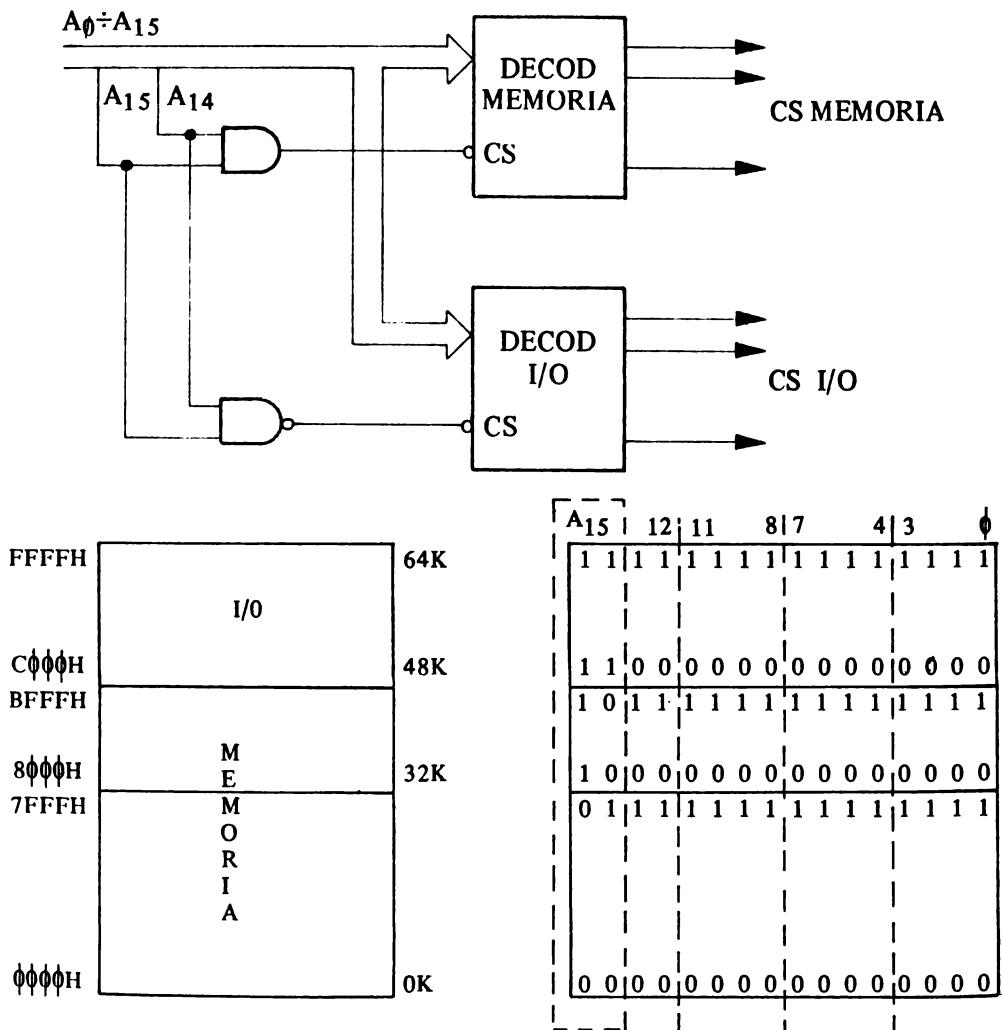 Aϕ÷A15
A15 A14
DECOD
MEMORIA
CS
CS MEMORIA
DECOD
I/O
CS
CS I/O
FFFFH
64K
I/0
CϕϕϕH
48K
BFFFH
8ϕϕϕH
32K
7FFFH
MEMORIA
ϕϕϕϕH
0K
A15 12 11 8 7 4 3 ϕ
1 1 1 1 1 1 1 1 1 1 1 1 1 1 1 1
1 1 0 0 0 0 0 0 0 0 0 0 0 0 0 0
1 0 1 1 1 1 1 1 1 1 1 1 1 1 1 1
1 0 0 0 0 0 0 0 0 0 0 0 0 0 0 0
0 1 1 1 1 1 1 1 1 1 1 1 1 1 1 1
0 0 0 0 0 0 0 0 0 0 0 0 0 0 0 0